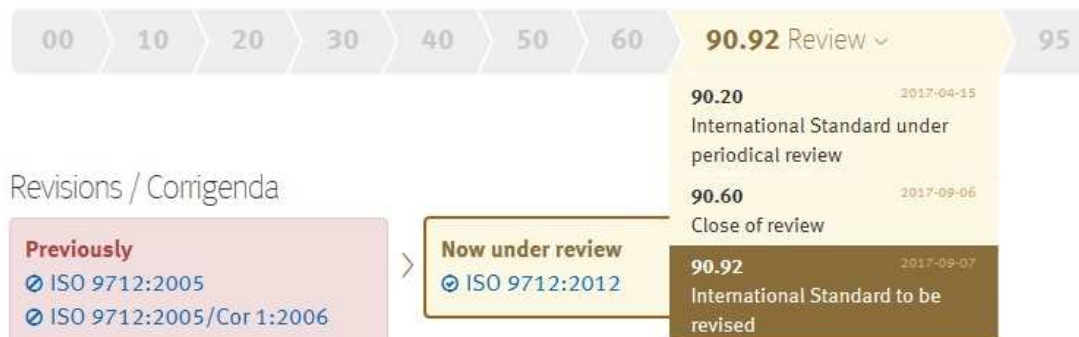 00 10 20 30 40 50 60 90.92 Review 95
90.20 2017-04-15
International Standard under
periodical review
90.60 2017-09-06
Close of review
90.92 2017-09-07
International Standard to be
revised
Revisions / Corrigenda
Previously
ISO 9712:2005
ISO 9712:2005/Cor 1:2006
Now under review
ISO 9712:2012